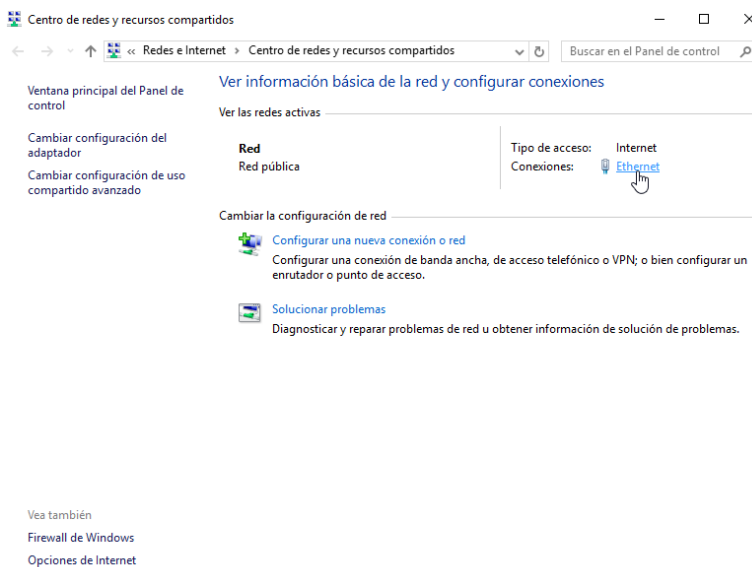 Centro de redes y recursos compartidos
« Redes e Internet › Centro de redes y recursos compartidos
Buscar en el Panel de control
Ventana principal del Panel de
control
Cambiar configuración del
adaptador
Cambiar configuración de uso
compartido avanzado
Ver información básica de la red y configurar conexiones
Ver las redes activas
Red
Red pública
Tipo de acceso: Internet
Conexiones: Ethernet
Cambiar la configuración de red
Configurar una nueva conexión o red
Configurar una conexión de banda ancha, de acceso telefónico o VPN; o bien configurar un
enrutador o punto de acceso.
Solucionar problemas
Diagnosticar y reparar problemas de red u obtener información de solución de problemas.
Vea también
Firewall de Windows
Opciones de Internet